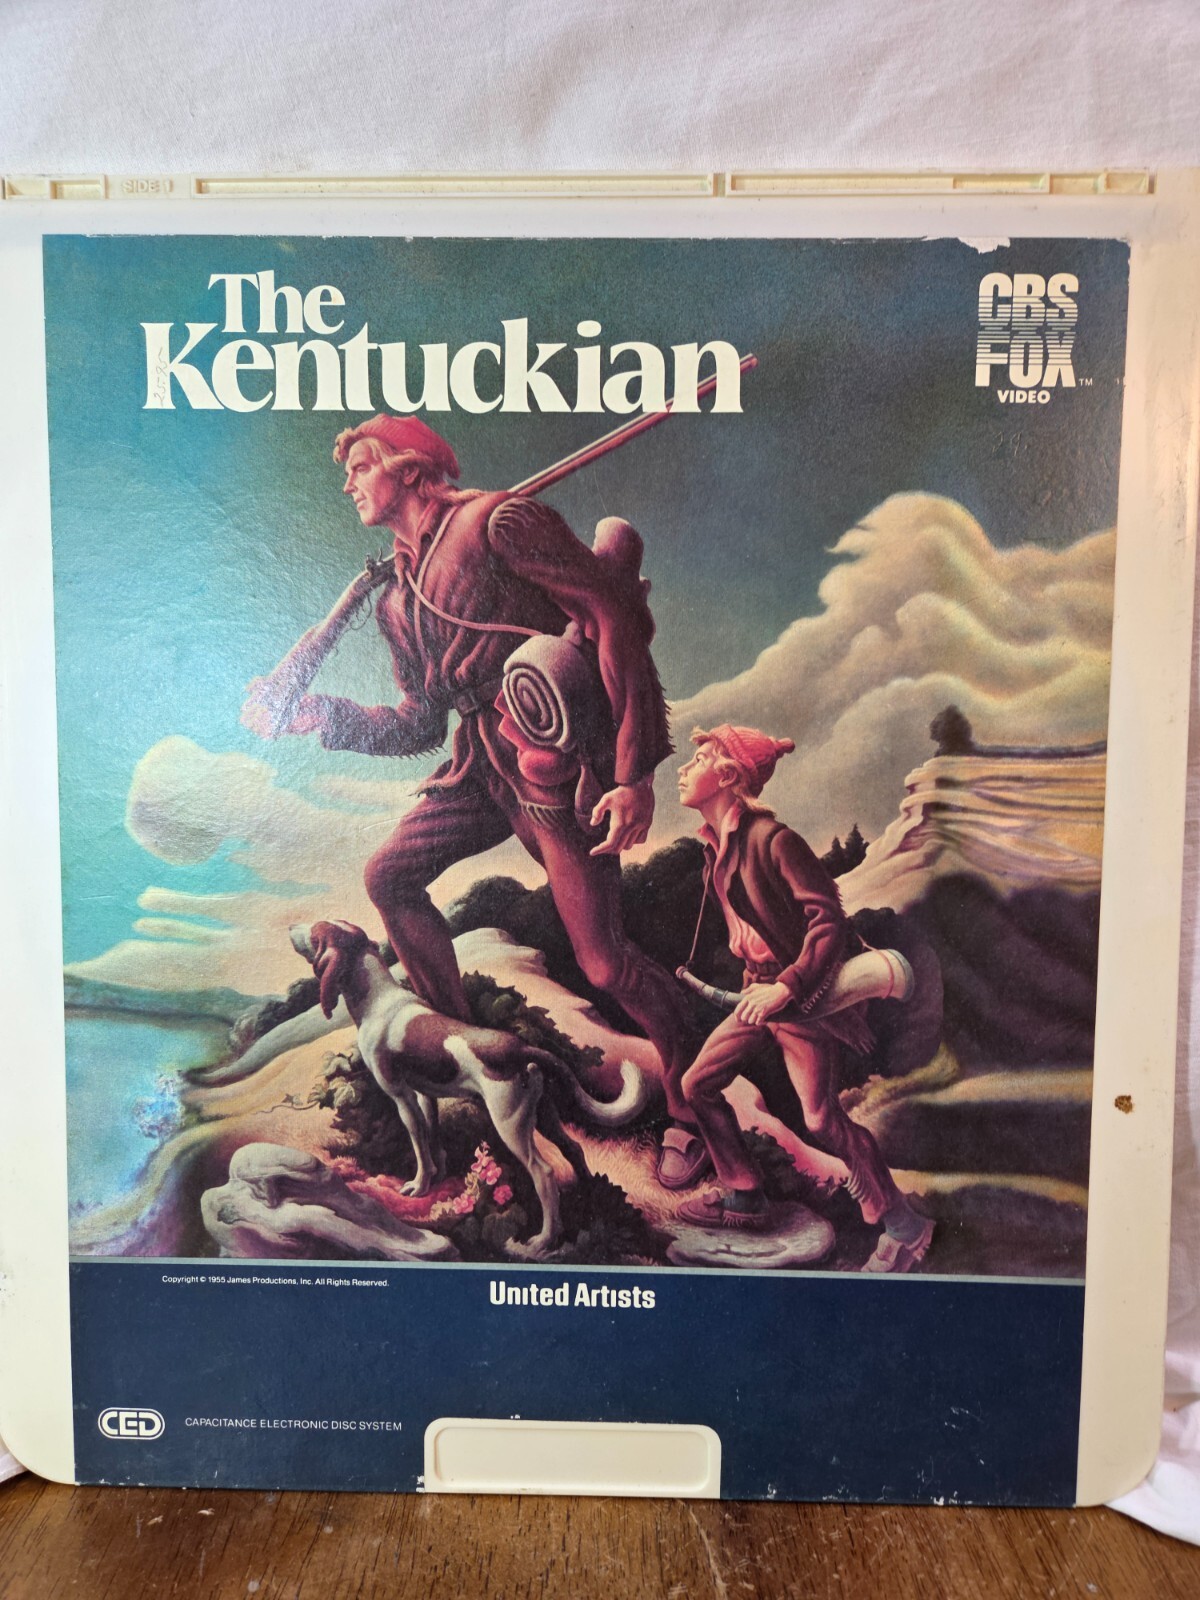 SIDE 1
The
Kentuckian
CBS
FOX
VIDEO
TM
Copyright © 1955 James Productions, Inc. All Rights Reserved.
United Artists
CED
CAPACITANCE ELECTRONIC DISC SYSTEM